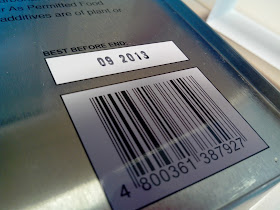 r As Permitted Food
additives are of plant or
BEST BEFORE END:
09 2013
4 800361 387927